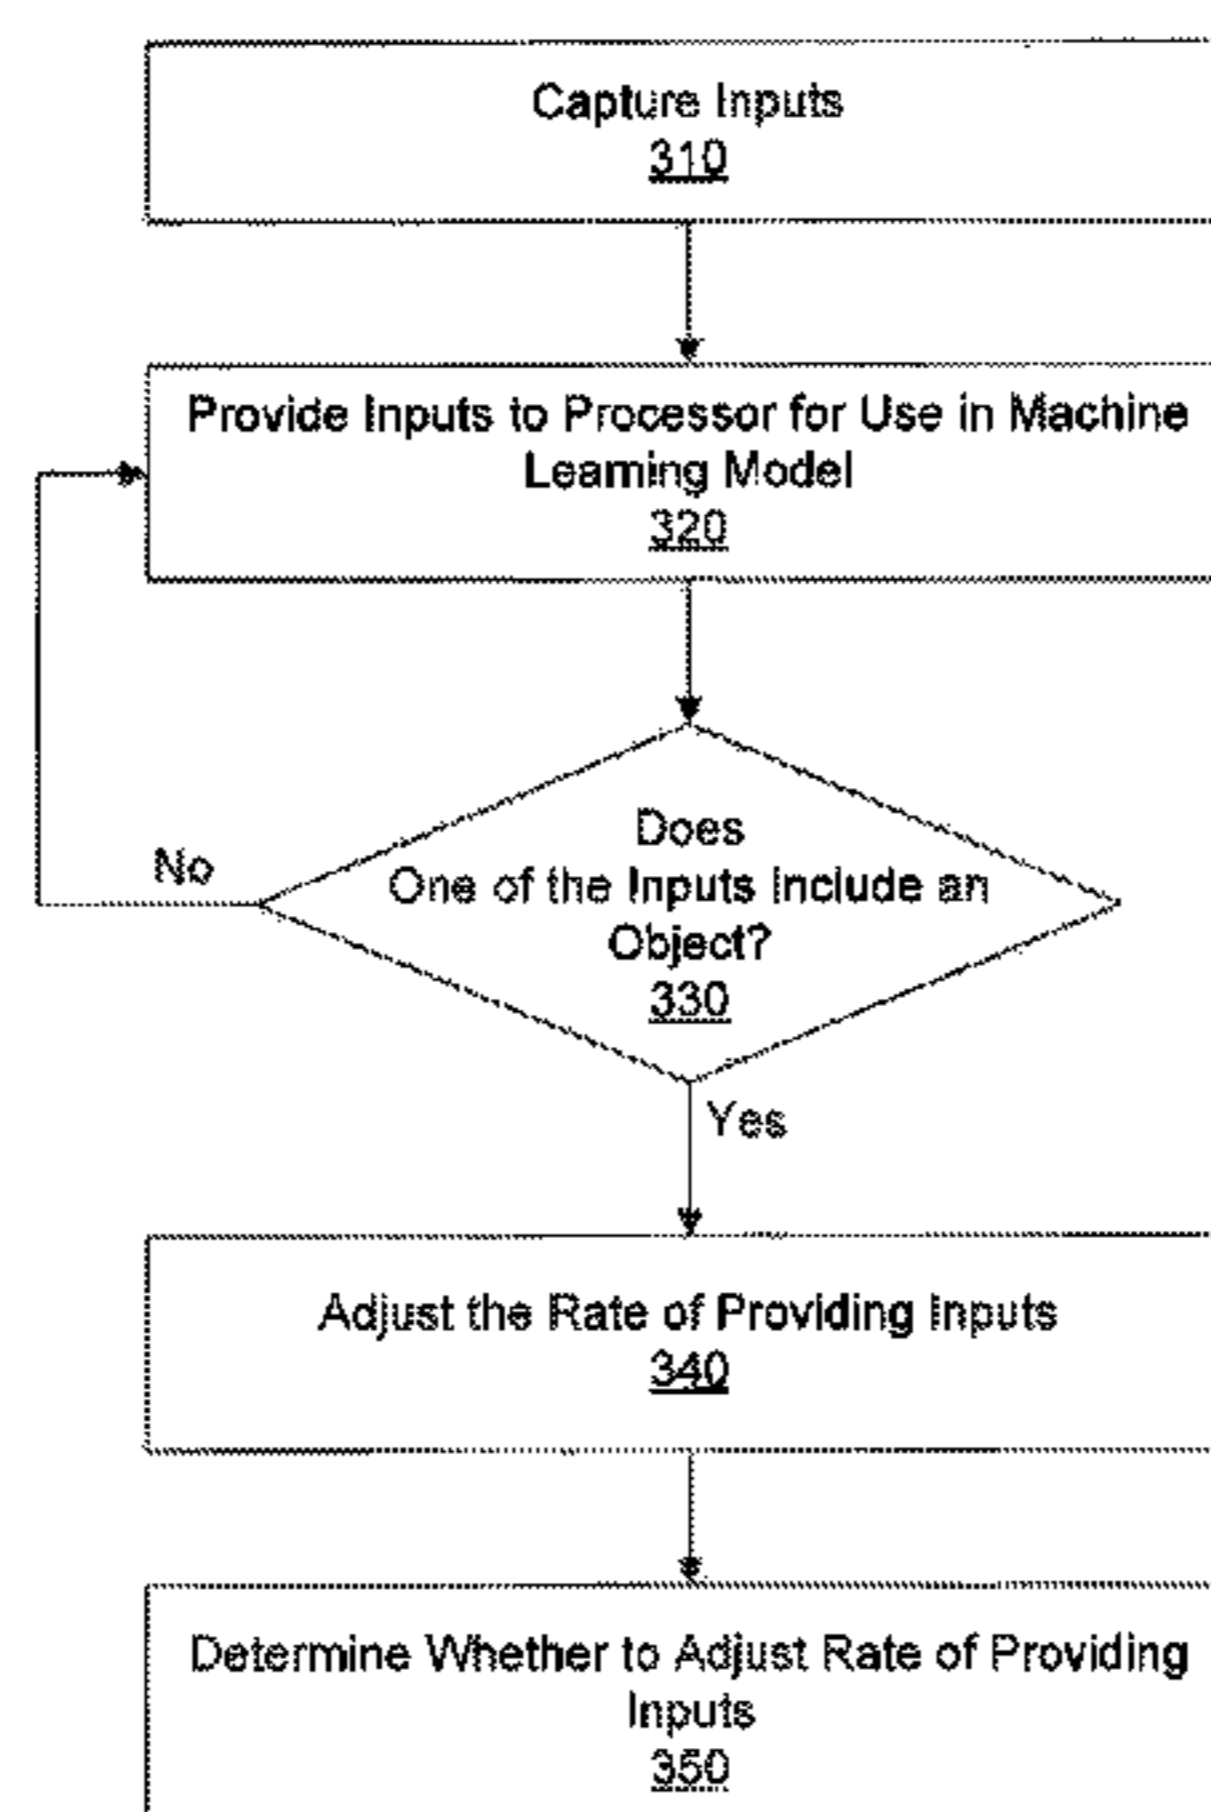 Capture Inputs
310
Provide Inputs to Processor for Use in Machine
Learning Model
320
Does
One of the Inputs Include an
Object?
330
No
Yes
Adjust the Rate of Providing Inputs
340
Determine Whether to Adjust Rate of Providing
Inputs
350